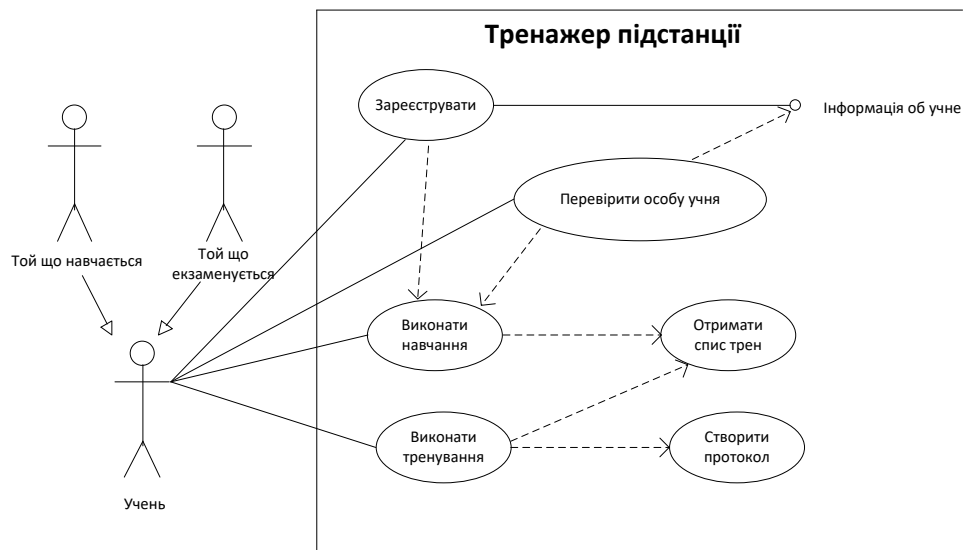 Тренажер підстанції
Зареєструвати
Інформація об учне
Перевірити особу учня
Той що навчається
Той що
екзаменується
Виконати
навчання
Отримати
спис трен
Виконати
тренування
Створити
протокол
Учень